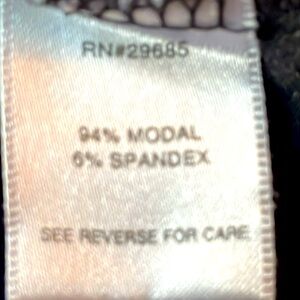 RN#29685
94% MODAL
6% SPANDEX
SEE REVERSE FOR CARE